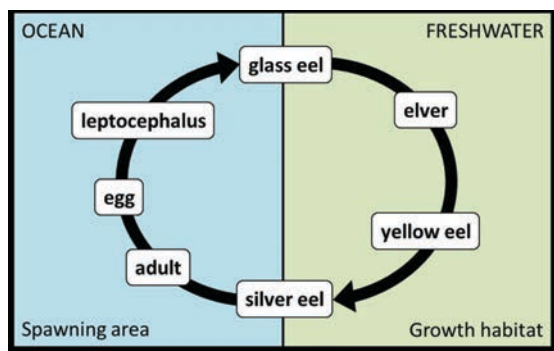 OCEAN
FRESHWATER
glass eel
elver
leptocephalus
egg
yellow eel
adult
silver eel
Spawning area
Growth habitat